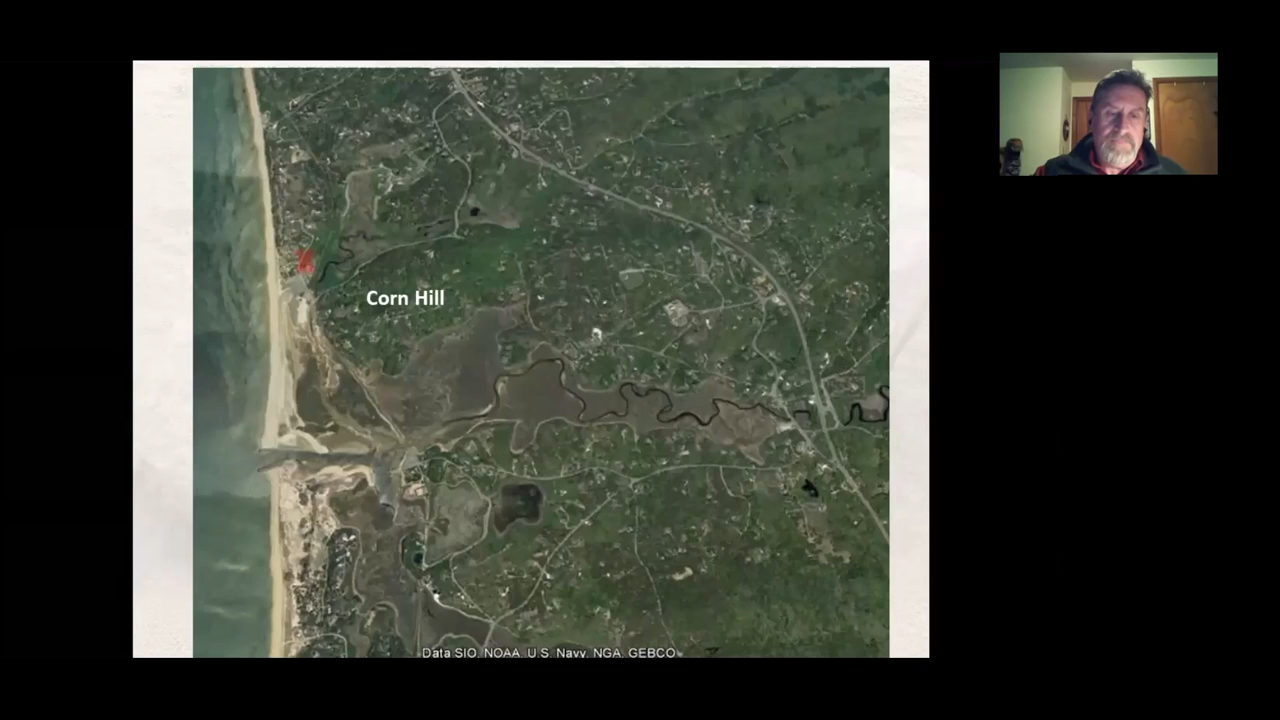 Corn Hill
Data SIO, NOAA, U.S. Navy, NGA, GEBCO